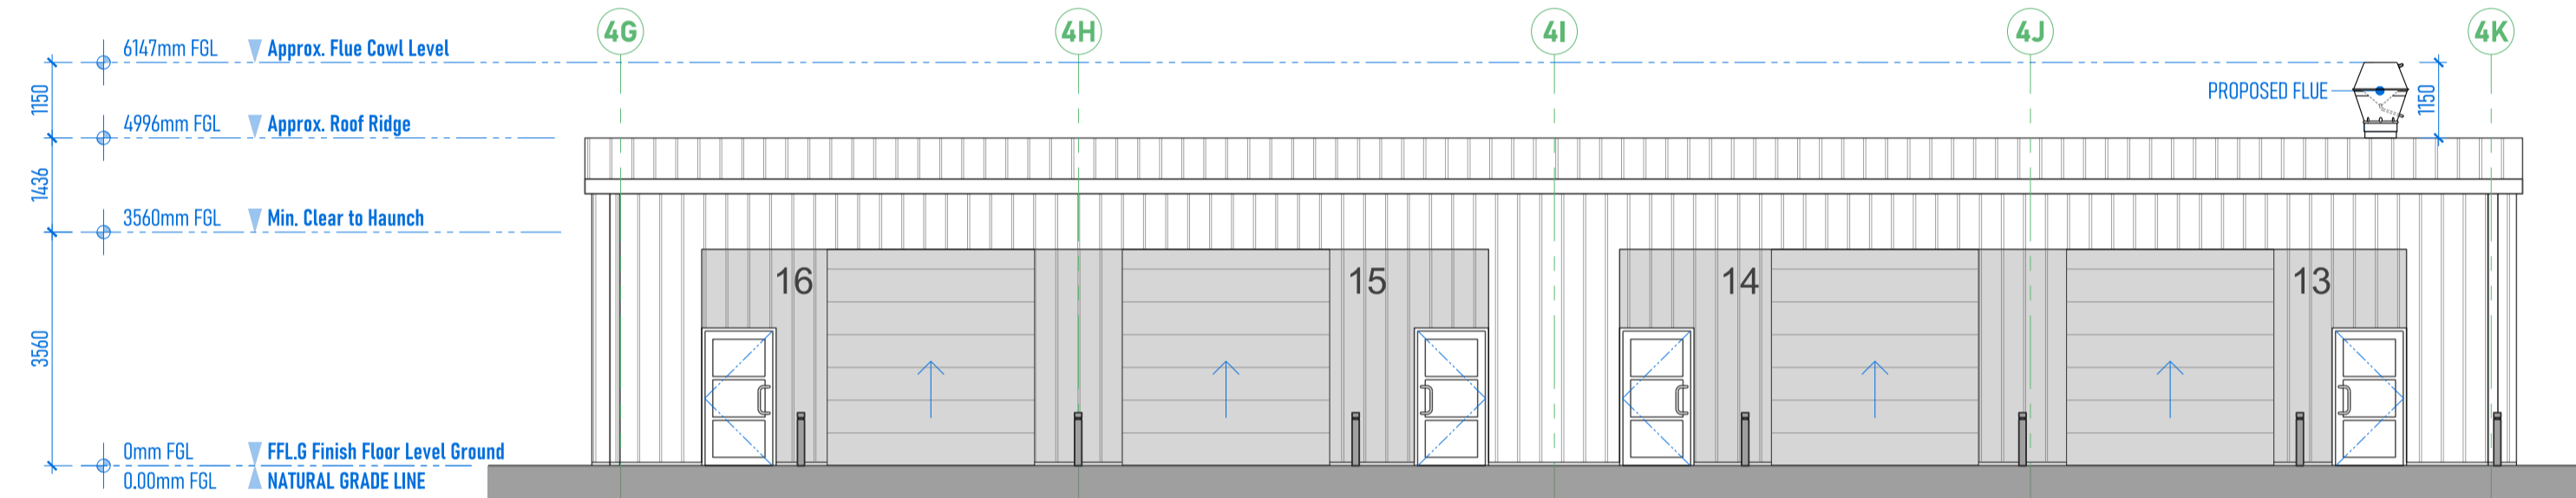 4G 4H 4I 4J 4K
6147mm FGL Approx. Flue Cowl Level
1150
PROPOSED FLUE
1150
4996mm FGL Approx. Roof Ridge
1436
3560mm FGL Min. Clear to Haunch
16 15 14 13
3560
0mm FGL FFL.G Finish Floor Level Ground
0.00mm FGL NATURAL GRADE LINE